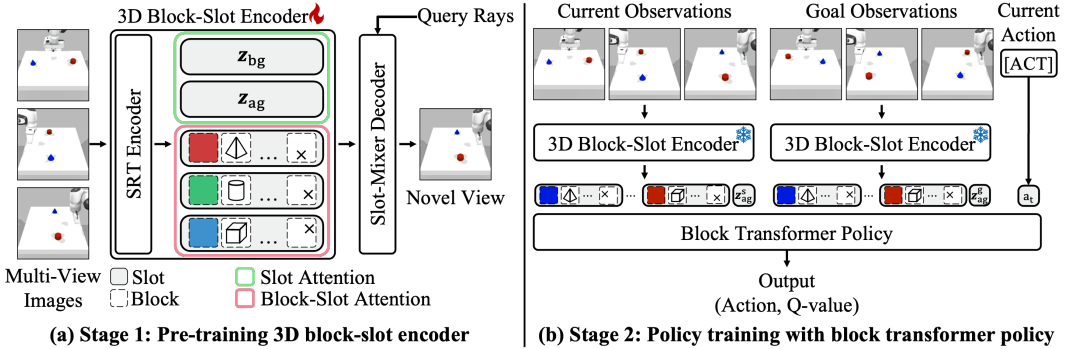 3D Block-Slot Encoder
Query Rays
SRT Encoder
z_bg
z_ag
...
...
...
Slot-Mixer Decoder
Novel View
Multi-View
Images
Slot
Block
Slot Attention
Block-Slot Attention
(a) Stage 1: Pre-training 3D block-slot encoder
Current Observations
Goal Observations
Current
Action
[ACT]
3D Block-Slot Encoder
3D Block-Slot Encoder
... ... ... z^s_ag
... ... ... z^g_ag
a_t
Block Transformer Policy
Output
(Action, Q-value)
(b) Stage 2: Policy training with block transformer policy